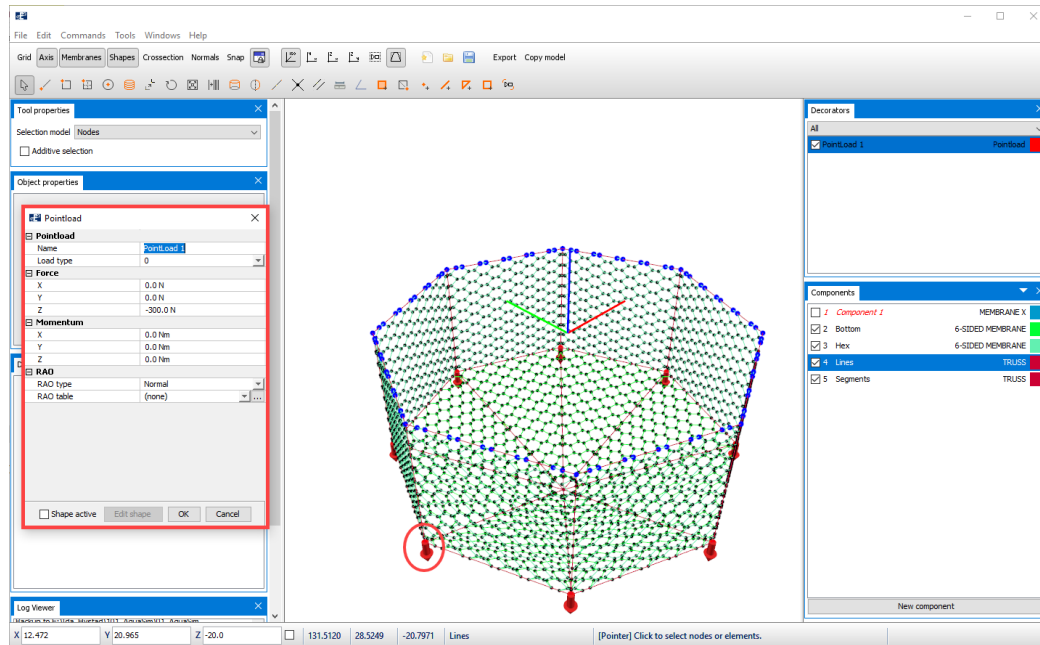 File Edit Commands Tools Windows Help
Grid Axis Membranes Shapes Crossection Normals Snap Export Copy model
Tool properties
Selection model Nodes
Additive selection
Object properties
Pointload
Pointload
Name PointLoad 1
Load type 0
Force
X 0.0 N
Y 0.0 N
Z -300.0 N
Momentum
X 0.0 Nm
Y 0.0 Nm
Z 0.0 Nm
RAO
RAO type Normal
RAO table (none) ...
Shape active Edit shape OK Cancel
Log Viewer
Decorators
All
PointLoad 1 Pointload
Components
1 Component 1 MEMBRANE X
2 Bottom 6-SIDED MEMBRANE
3 Hex 6-SIDED MEMBRANE
4 Lines TRUSS
5 Segments TRUSS
New component
X 12.472 Y 20.965 Z -20.0 131.5120 28.5249 -20.7971 Lines [Pointer] Click to select nodes or elements.